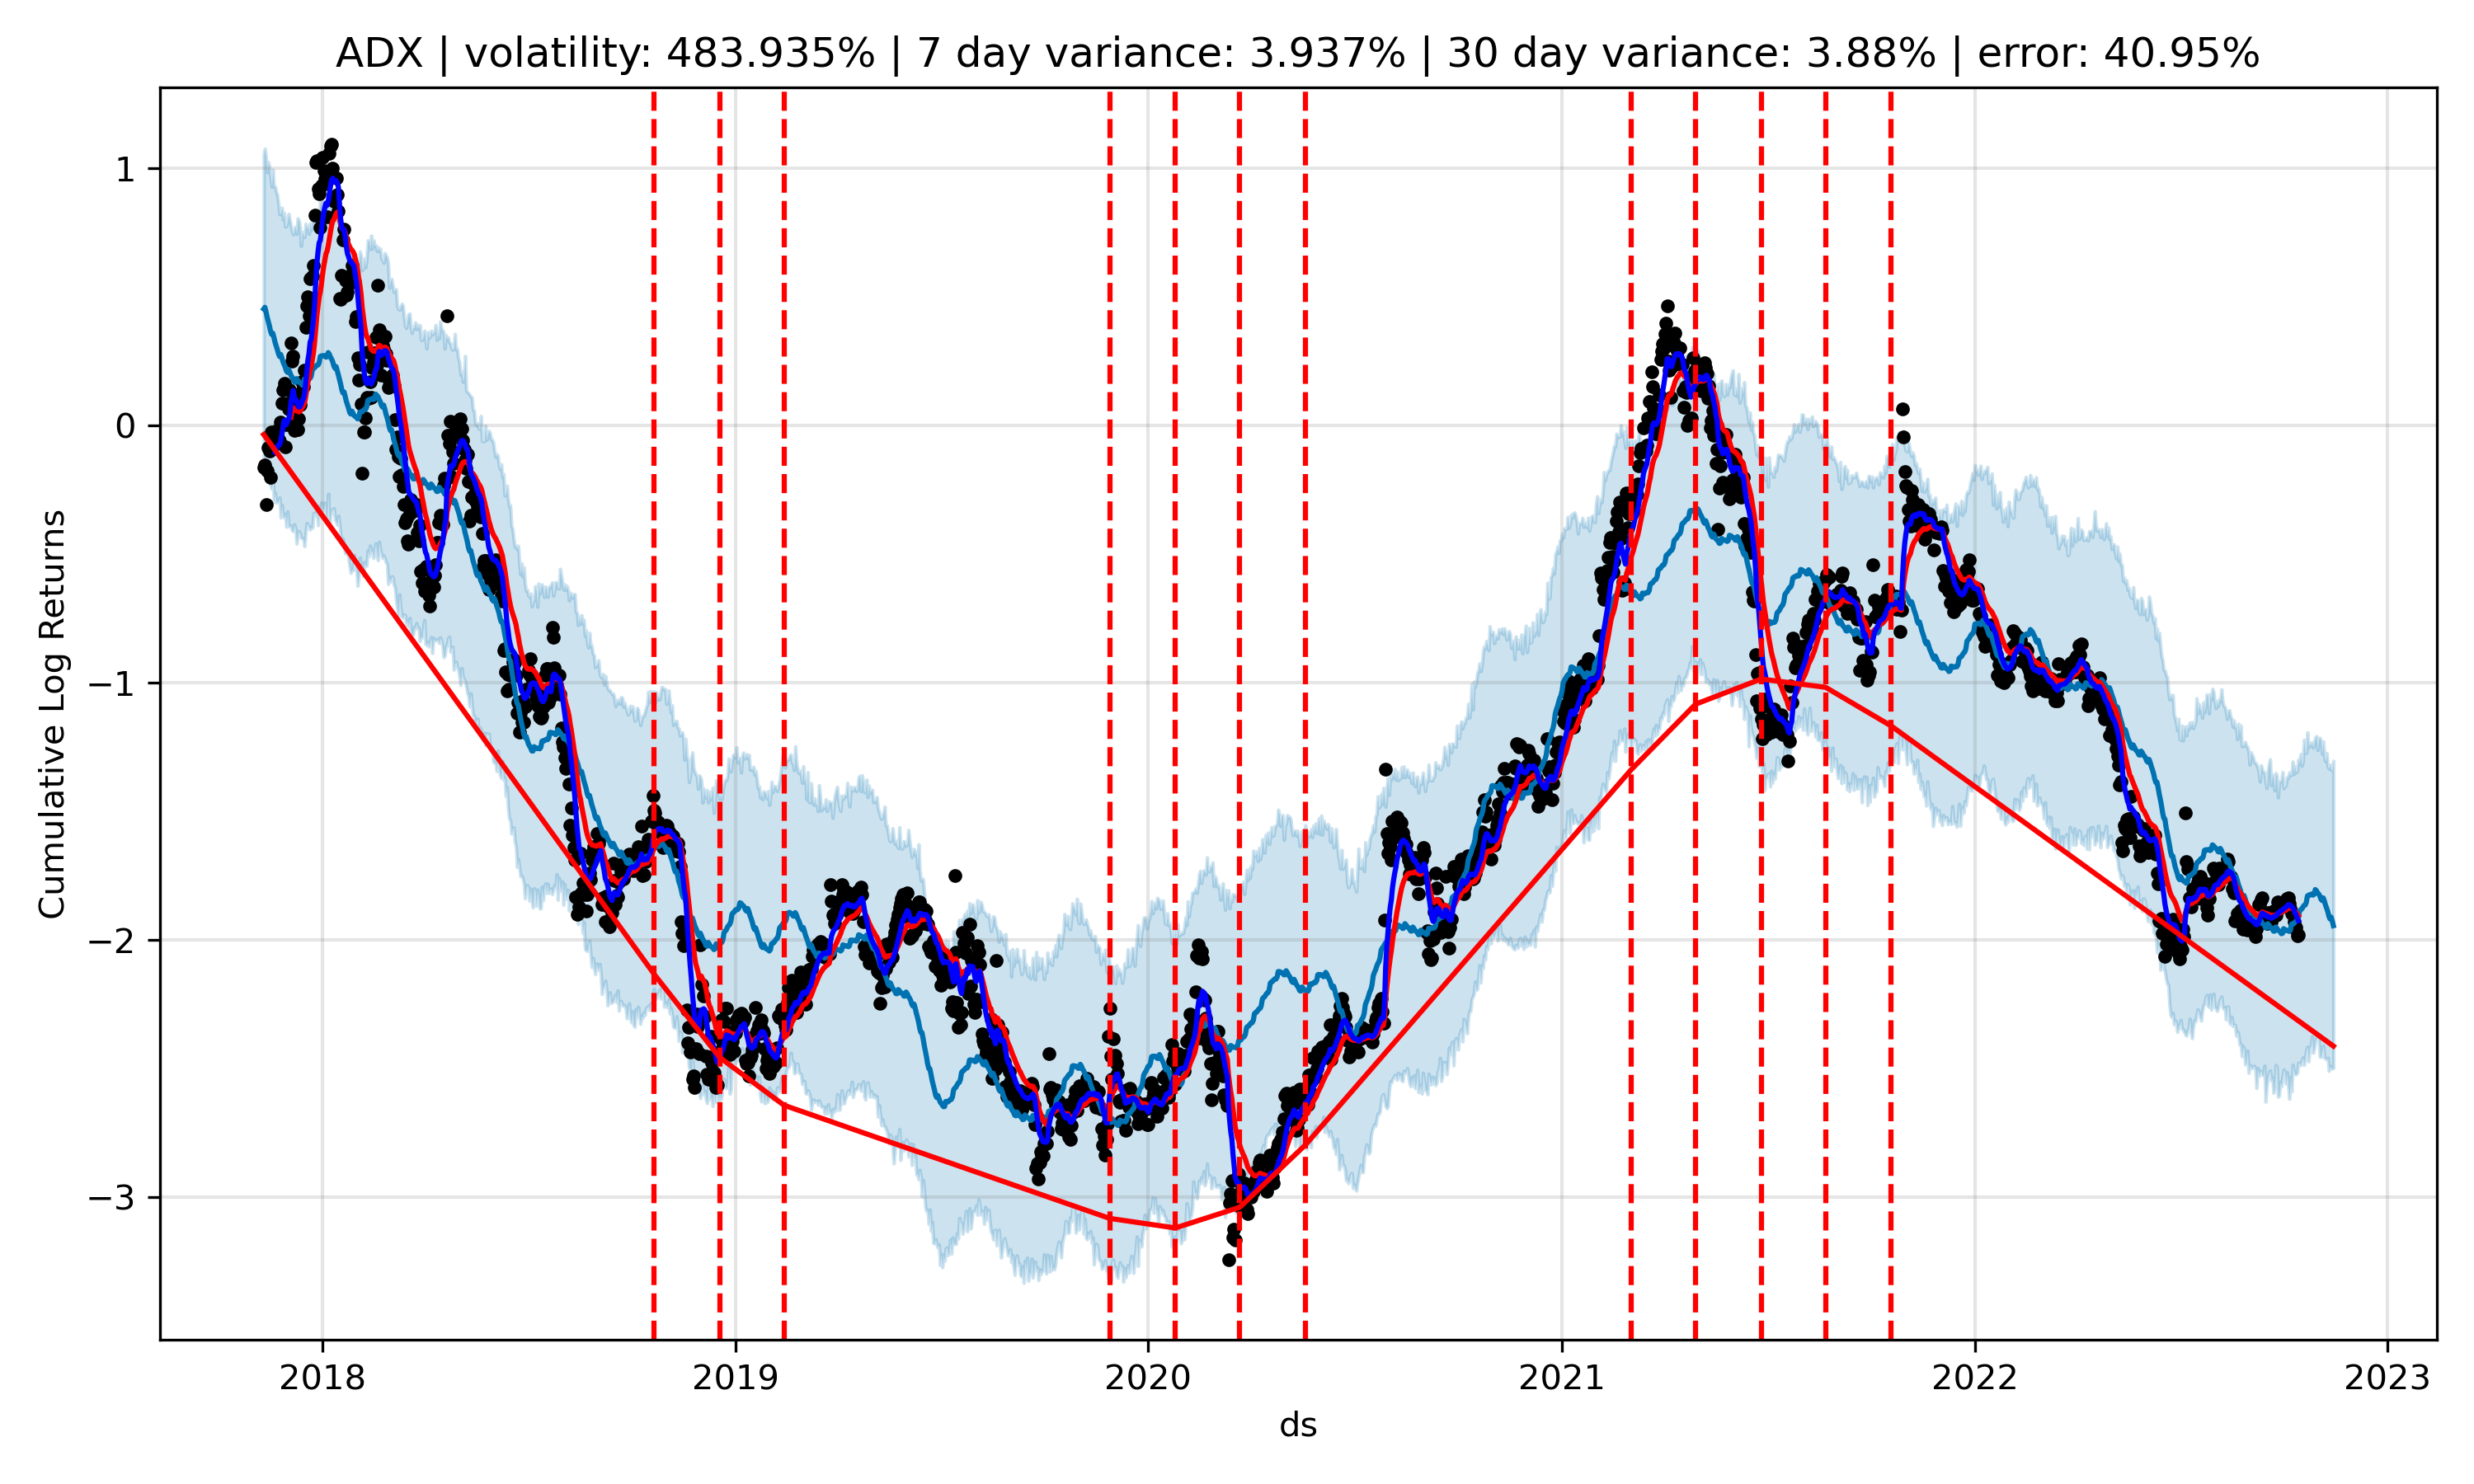 ADX | volatility: 483.935% | 7 day variance: 3.937% | 30 day variance: 3.88% | error: 40.95%
Cumulative Log Returns
1
0
−1
−2
−3
2018 2019 2020 2021 2022 2023
ds